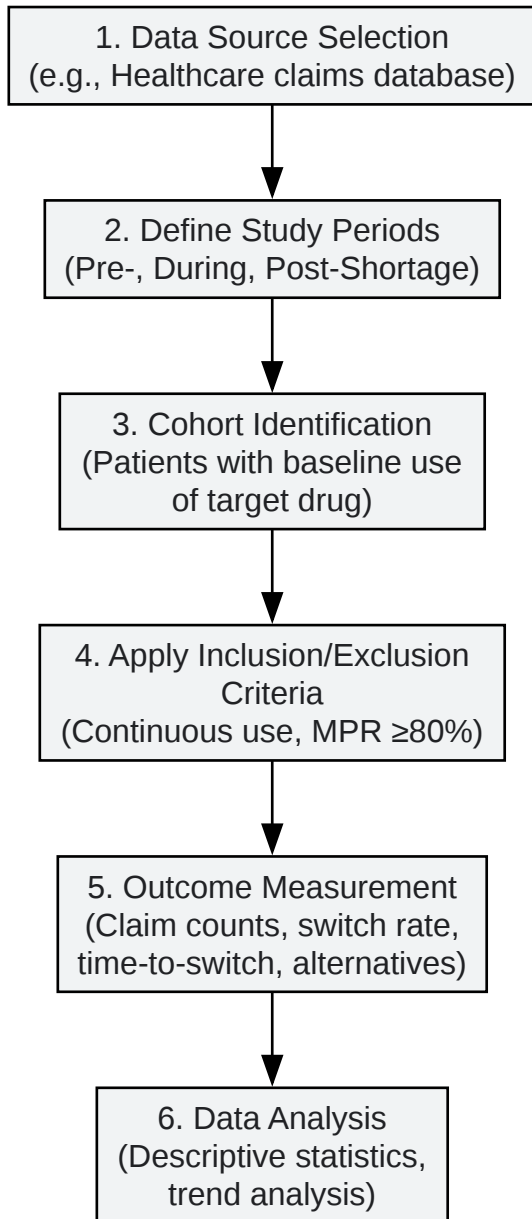 1. Data Source Selection
(e.g., Healthcare claims database)
2. Define Study Periods
(Pre-, During, Post-Shortage)
3. Cohort Identification
(Patients with baseline use
of target drug)
4. Apply Inclusion/Exclusion
Criteria
(Continuous use, MPR ≥80%)
5. Outcome Measurement
(Claim counts, switch rate,
time-to-switch, alternatives)
6. Data Analysis
(Descriptive statistics,
trend analysis)